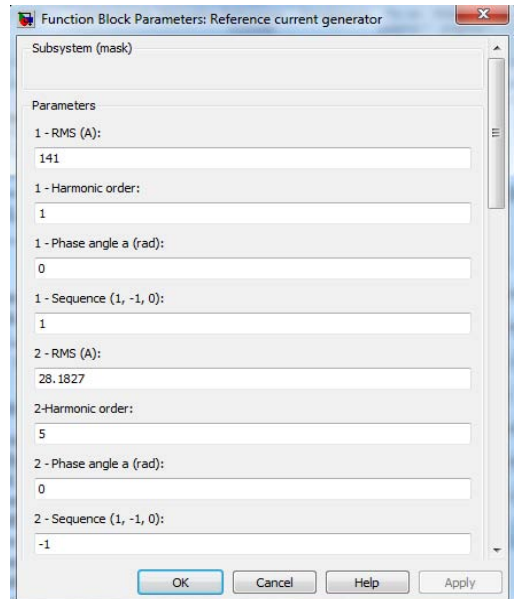 Function Block Parameters: Reference current generator
Subsystem (mask)
Parameters
1 - RMS (A):
141
1 - Harmonic order:
1
1 - Phase angle a (rad):
0
1 - Sequence (1, -1, 0):
1
2 - RMS (A):
28.1827
2-Harmonic order:
5
2 - Phase angle a (rad):
0
2 - Sequence (1, -1, 0):
-1
OK Cancel Help Apply